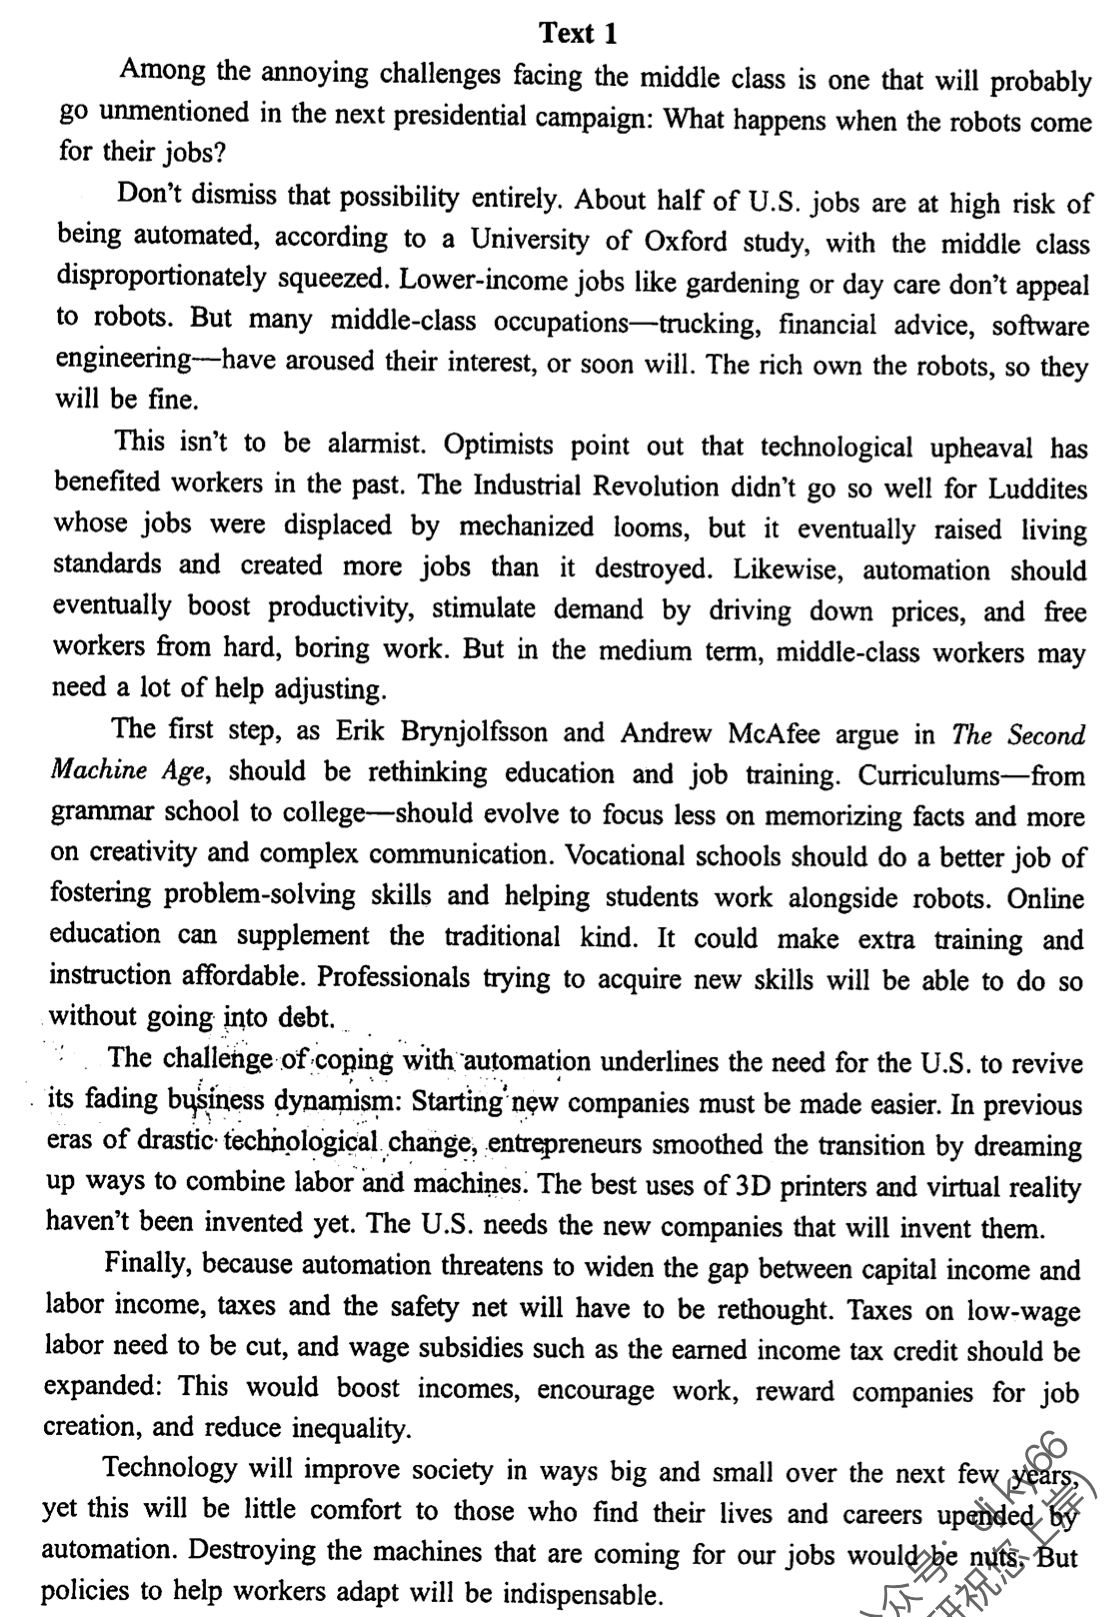 Text 1
Among the annoying challenges facing the middle class is one that will probably
go unmentioned in the next presidential campaign: What happens when the robots come
for their jobs?
Don't dismiss that possibility entirely. About half of U.S. jobs are at high risk of
being automated, according to a University of Oxford study, with the middle class
disproportionately squeezed. Lower-income jobs like gardening or day care don't appeal
to robots. But many middle-class occupations—trucking, financial advice, software
engineering—have aroused their interest, or soon will. The rich own the robots, so they
will be fine.
This isn't to be alarmist. Optimists point out that technological upheaval has
benefited workers in the past. The Industrial Revolution didn't go so well for Luddites
whose jobs were displaced by mechanized looms, but it eventually raised living
standards and created more jobs than it destroyed. Likewise, automation should
eventually boost productivity, stimulate demand by driving down prices, and free
workers from hard, boring work. But in the medium term, middle-class workers may
need a lot of help adjusting.
The first step, as Erik Brynjolfsson and Andrew McAfee argue in The Second
Machine Age, should be rethinking education and job training. Curriculums—from
grammar school to college—should evolve to focus less on memorizing facts and more
on creativity and complex communication. Vocational schools should do a better job of
fostering problem-solving skills and helping students work alongside robots. Online
education can supplement the traditional kind. It could make extra training and
instruction affordable. Professionals trying to acquire new skills will be able to do so
without going into debt.
The challenge of coping with automation underlines the need for the U.S. to revive
its fading business dynamism: Starting new companies must be made easier. In previous
eras of drastic technological change, entrepreneurs smoothed the transition by dreaming
up ways to combine labor and machines. The best uses of 3D printers and virtual reality
haven't been invented yet. The U.S. needs the new companies that will invent them.
Finally, because automation threatens to widen the gap between capital income and
labor income, taxes and the safety net will have to be rethought. Taxes on low-wage
labor need to be cut, and wage subsidies such as the earned income tax credit should be
expanded: This would boost incomes, encourage work, reward companies for job
creation, and reduce inequality.
Technology will improve society in ways big and small over the next few years,
yet this will be little comfort to those who find their lives and careers upended by
automation. Destroying the machines that are coming for our jobs would be nuts. But
policies to help workers adapt will be indispensable.